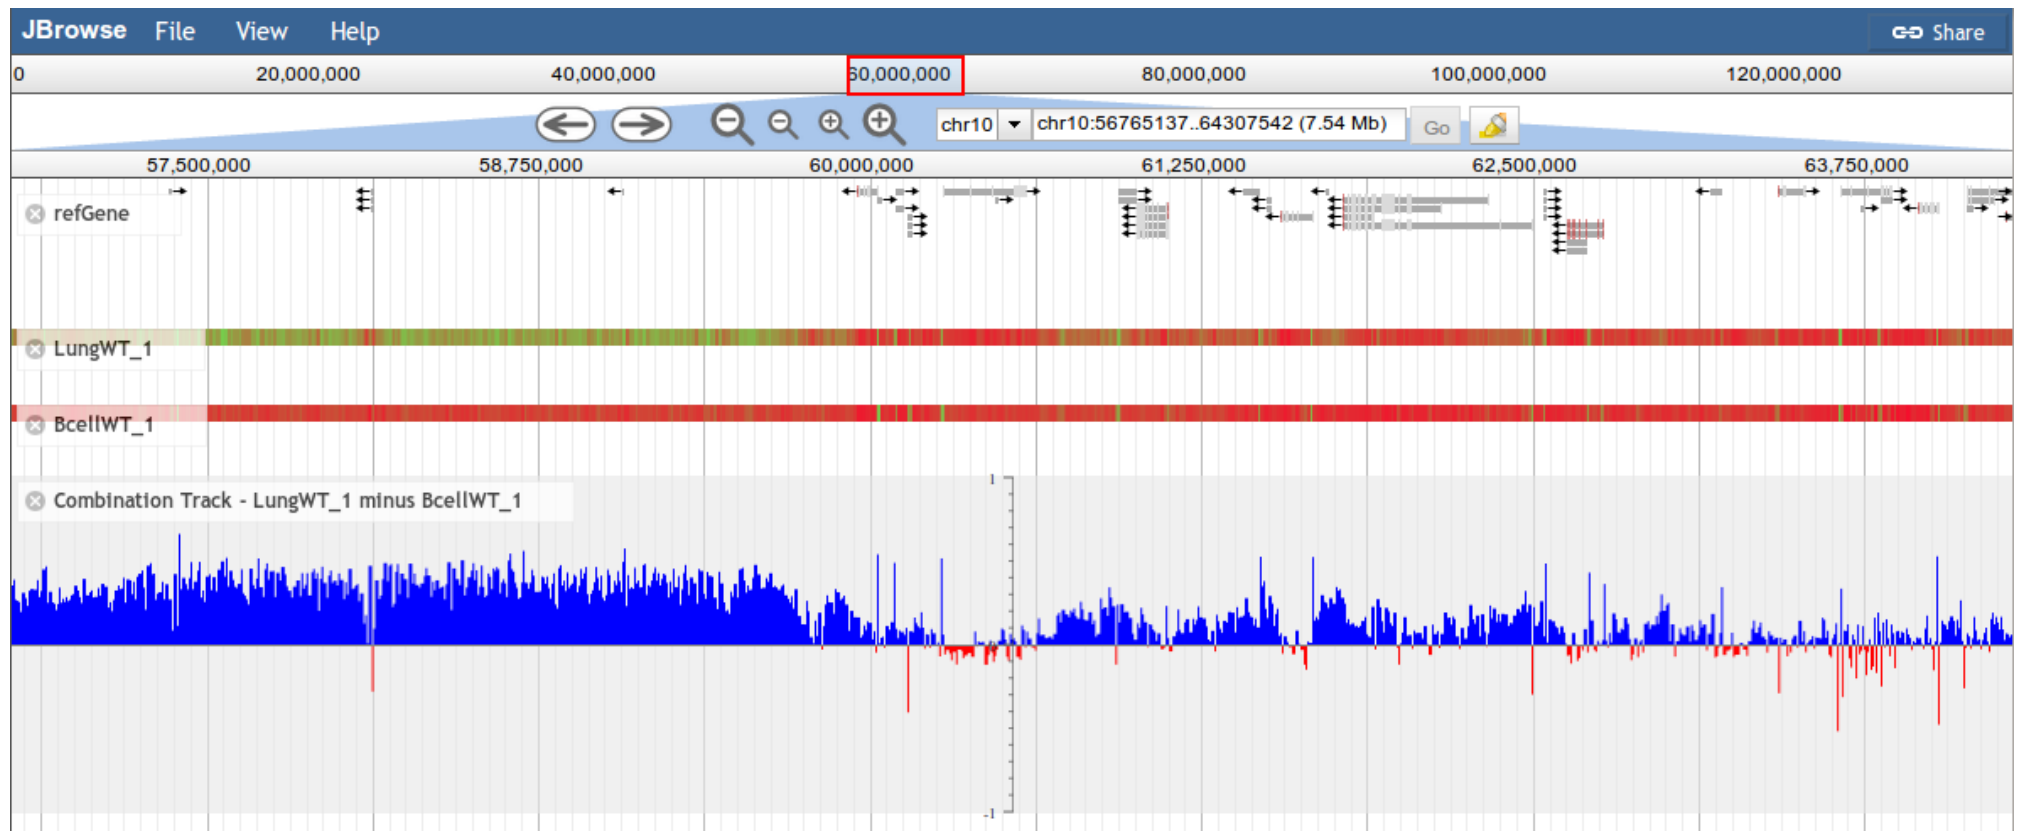 JBrowse File View Help Share
0 20,000,000 40,000,000 60,000,000 80,000,000 100,000,000 120,000,000
chr10 chr10:56765137..64307542 (7.54 Mb) Go
57,500,000 58,750,000 60,000,000 61,250,000 62,500,000 63,750,000
refGene
LungWT_1
BcellWT_1
1
Combination Track - LungWT_1 minus BcellWT_1
-1